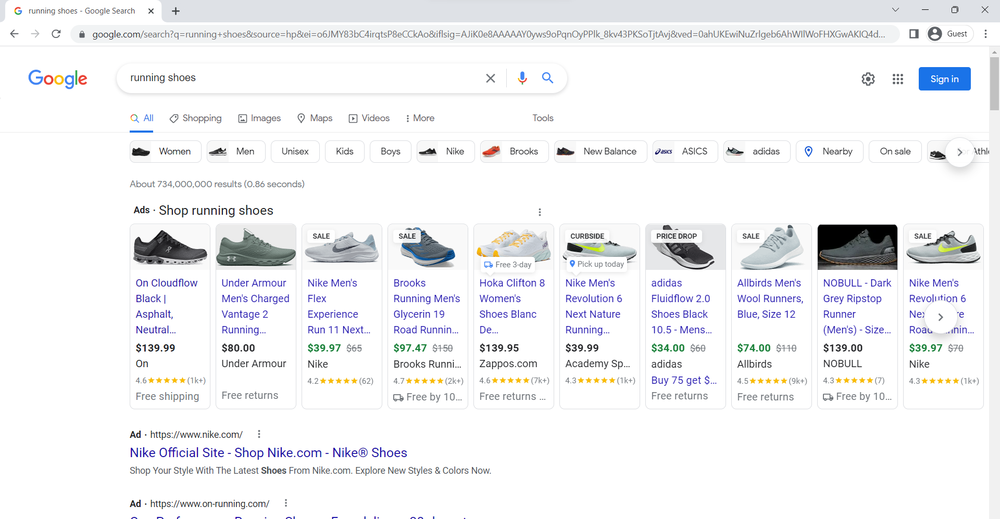 running shoes - Google Search
google.com/search?q=running+shoes&source=hp&ei=o6JMY83bC4irqtsP8eCCkAo&iflsig=AJiK0e8AAAAAY0yws9oPqnOyPPlk_8kv43PKSoTjtAvj&ved=0ahUKEwiNuZrlgeb6AhWIlWoFHXGwAKIQ4d...
Guest
Google
running shoes
Sign in
All Shopping Images Maps Videos More Tools
Women Men Unisex Kids Boys Nike Brooks New Balance asics ASICS adidas Nearby On sale
About 734,000,000 results (0.86 seconds)
Ads · Shop running shoes
On Cloudflow
Black |
Asphalt,
Neutral...
$139.99
On
4.6 (1k+)
Free shipping
Under Armour
Men's Charged
Vantage 2
Running...
$80.00
Under Armour
Free returns
SALE
Nike Men's
Flex
Experience
Run 11 Next...
$39.97 $65
Nike
4.2 (62)
SALE
Brooks
Running Men's
Glycerin 19
Road Runnin...
$97.47 $150
Brooks Runni...
4.7 (2k+)
Free by 10...
Free 3-day
Hoka Clifton 8
Women's
Shoes Blanc
De...
$139.95
Zappos.com
4.6 (7k+)
Free returns ...
CURBSIDE
Pick up today
Nike Men's
Revolution 6
Next Nature
Running...
$39.99
Academy Sp...
4.3 (1k+)
PRICE DROP
adidas
Fluidflow 2.0
Shoes Black
10.5 - Mens...
$34.00 $60
adidas
Buy 75 get $...
Free returns
SALE
Allbirds Men's
Wool Runners,
Blue, Size 12
$74.00 $110
Allbirds
4.5 (9k+)
Free returns
NOBULL - Dark
Grey Ripstop
Runner
(Men's) - Size...
$139.00
NOBULL
4.3 (7)
Free by 10...
SALE
Nike Men's
Revolution 6
Road
$39.97 $70
Nike
4.3 (1k+)
Ad · https://www.nike.com/
Nike Official Site - Shop Nike.com - Nike® Shoes
Shop Your Style With The Latest Shoes From Nike.com. Explore New Styles & Colors Now.
Ad · https://www.on-running.com/